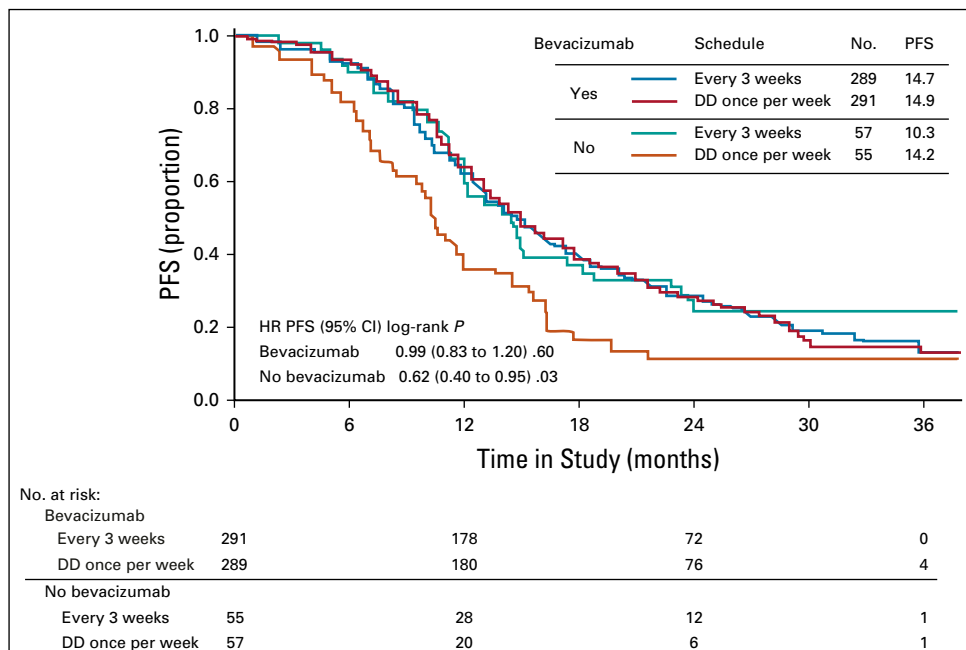 Bevacizumab Schedule No. PFS
Yes Every 3 weeks 289 14.7
DD once per week 291 14.9
No Every 3 weeks 57 10.3
DD once per week 55 14.2
PFS (proportion)
1.0
0.8
0.6
0.4
0.2
0.0
HR PFS (95% CI) log-rank P
Bevacizumab 0.99 (0.83 to 1.20) .60
No bevacizumab 0.62 (0.40 to 0.95) .03
0 6 12 18 24 30 36
Time in Study (months)
No. at risk:
Bevacizumab
Every 3 weeks 291 178 72 0
DD once per week 289 180 76 4
No bevacizumab
Every 3 weeks 55 28 12 1
DD once per week 57 20 6 1